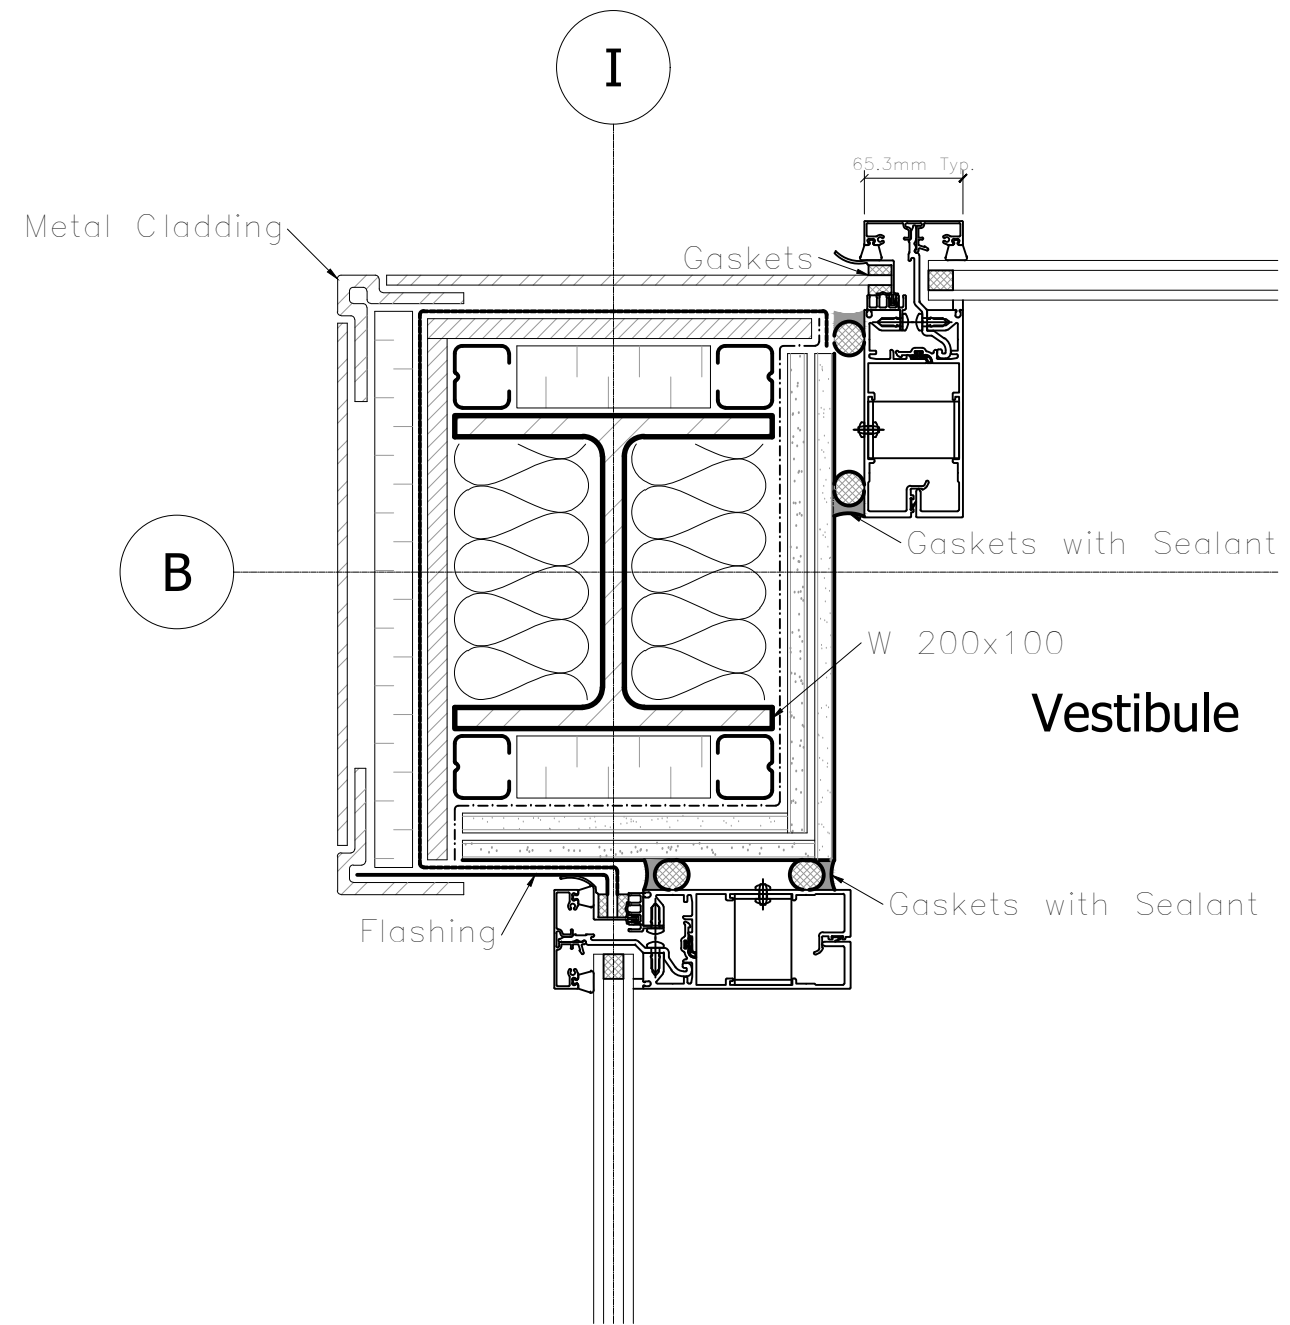 I
65.3mm Typ.
Metal Cladding
Gaskets
Gaskets with Sealant
B
W 200x100
Vestibule
Gaskets with Sealant
Flashing